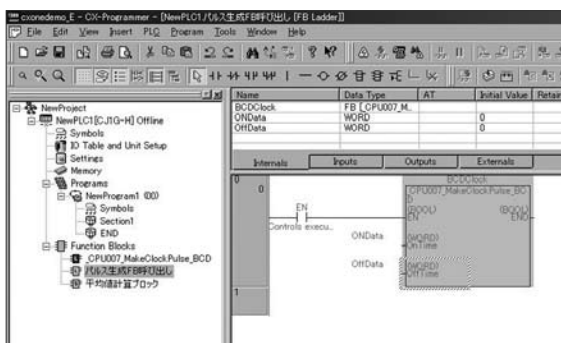 cxonedemo_E - CX-Programmer - [NewPLC1.パルス生成FB呼び出し [FB Ladder]]
File Edit View Insert PLC Program Tools Window Help
NewProject
NewPLC1[CJ1G-H] Offline
Symbols
IO Table and Unit Setup
Settings
Memory
Programs
NewProgram1 (00)
Symbols
Section1
END
Function Blocks
_CPU007_MakeClockPulse_BCD
パルス生成FB呼び出し
平均値計算ブロック
Name Data Type AT Initial Value Retain
BCDClock FB [_CPU007_M..
ONData WORD 0
OffData WORD 0
Internals Inputs Outputs Externals
0
0
BCDClock
_CPU007_MakeClockPulse_BC
D
EN
(BOOL) (BOOL)
EN END
Controls execu..
ONData (WORD)
OnTime
OffData (WORD)
OffTime
1